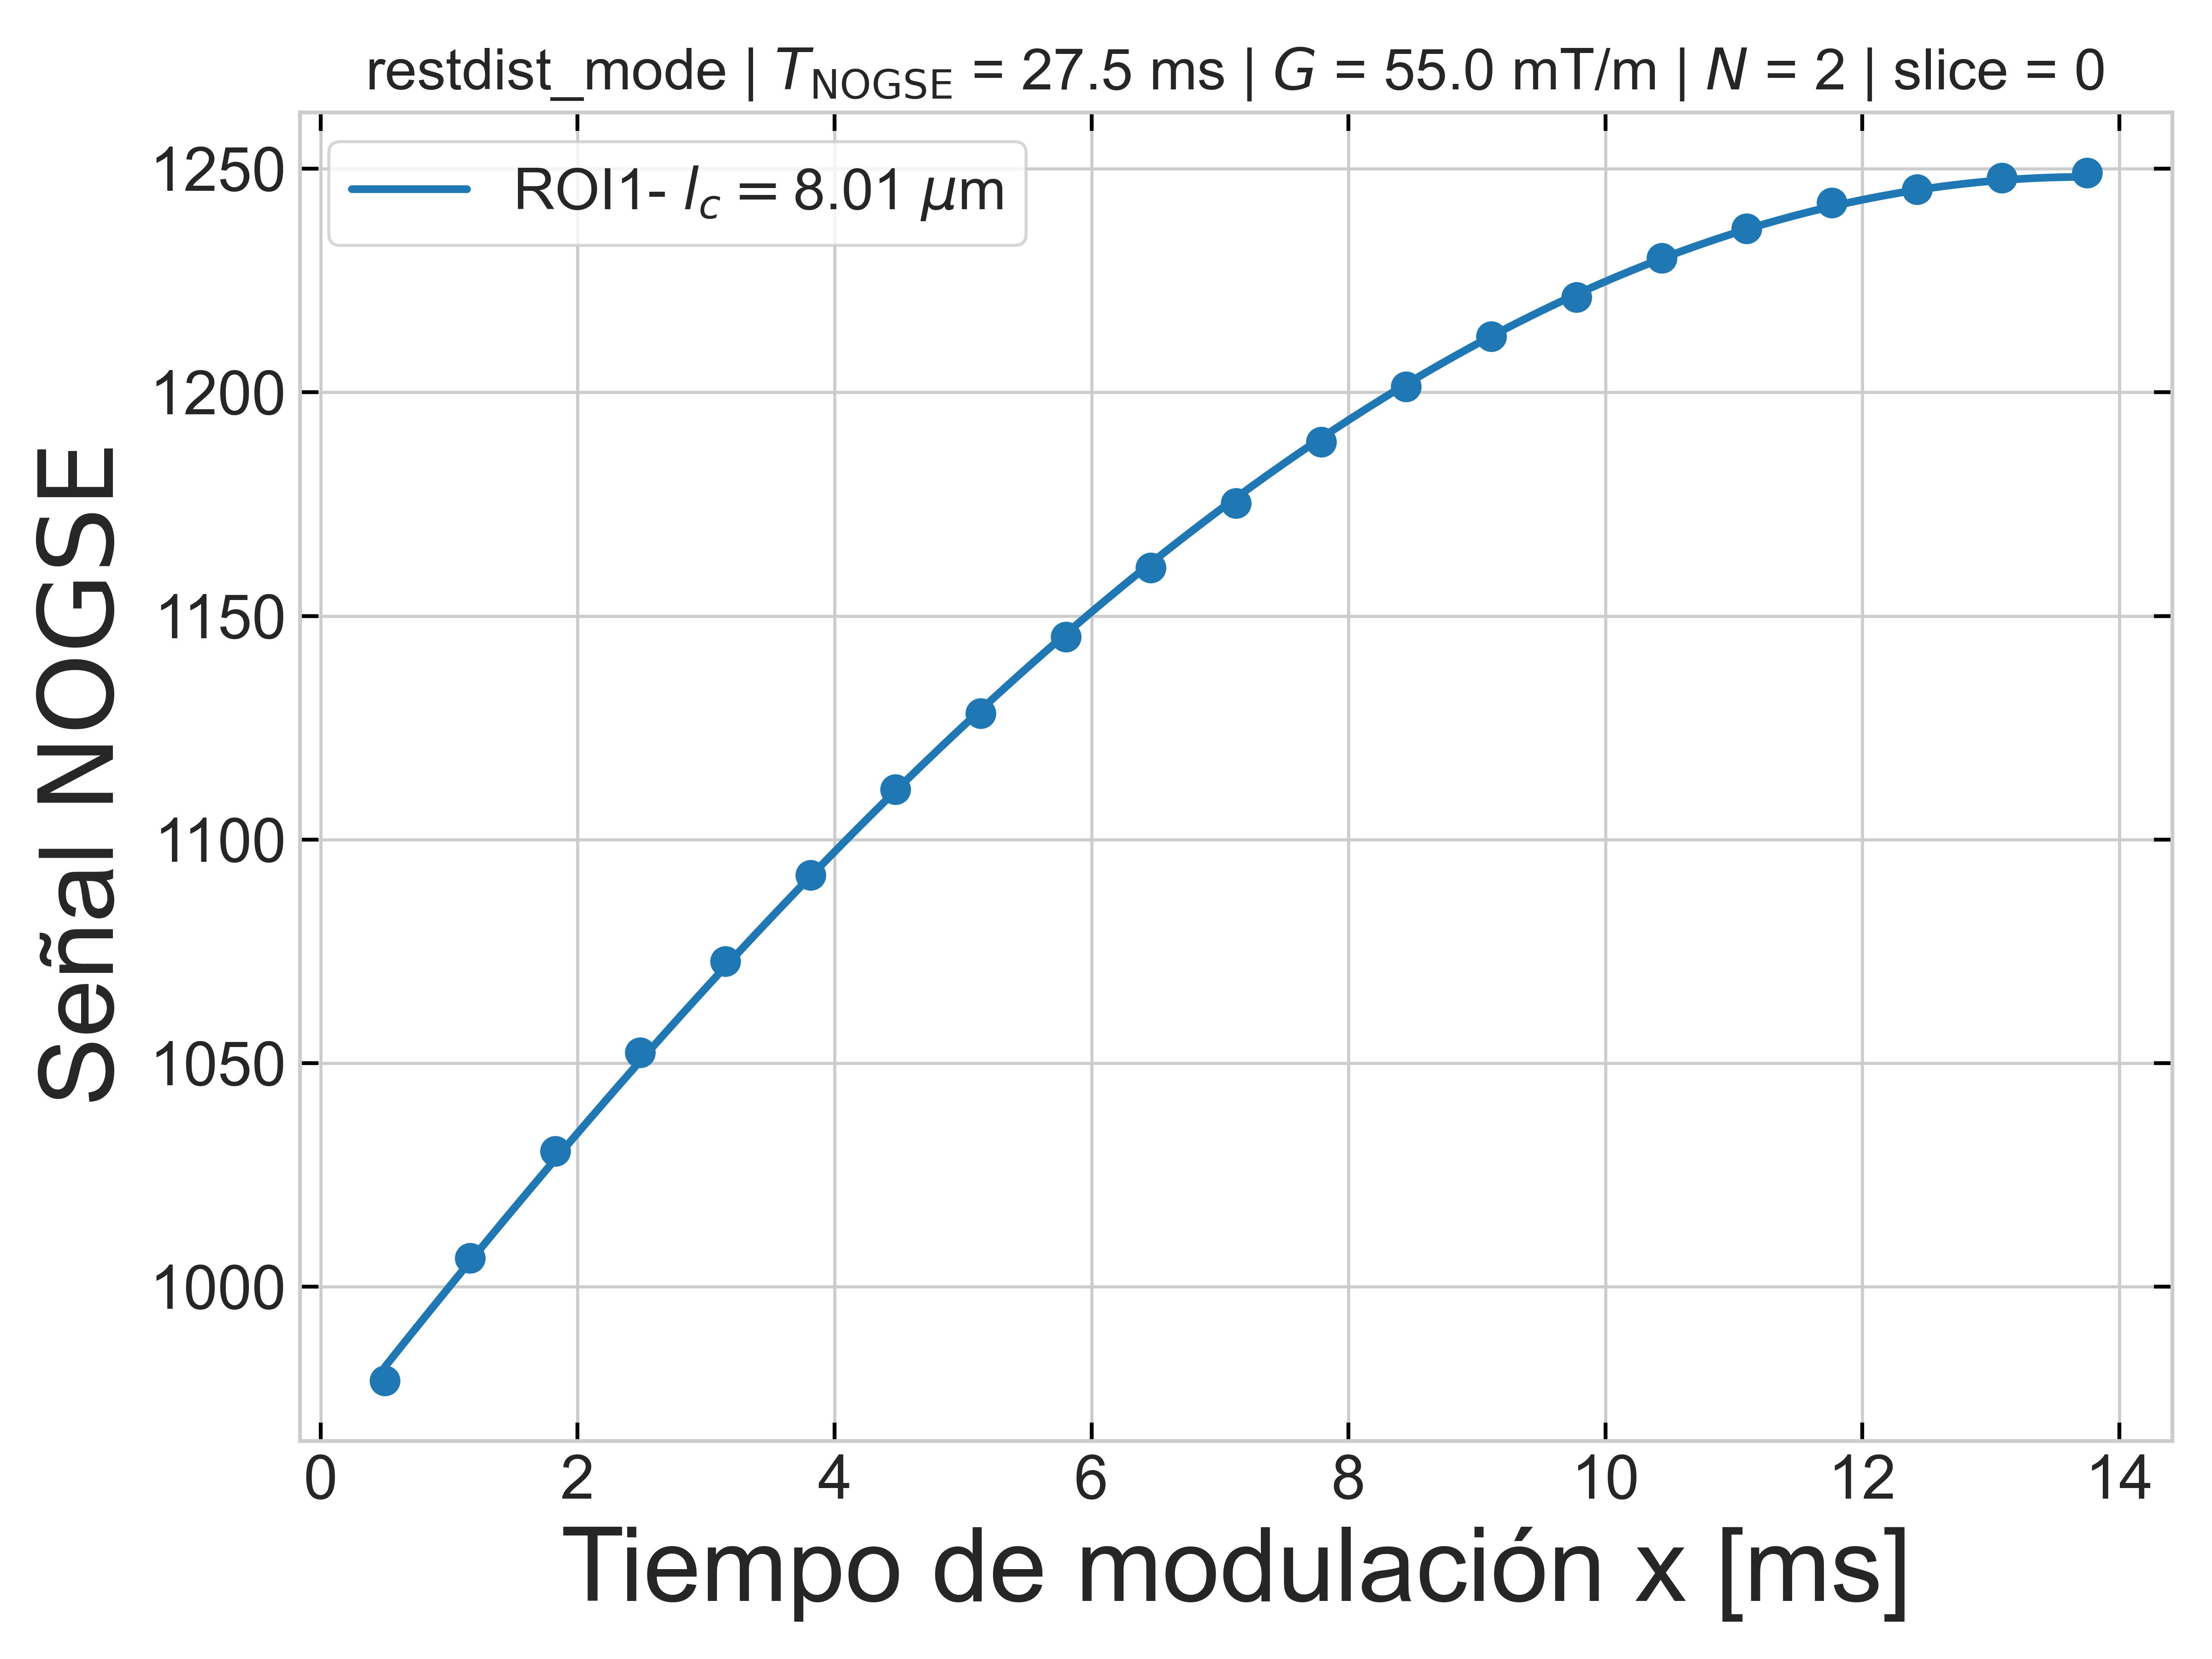 restdist_mode | T_NOGSE = 27.5 ms | G = 55.0 mT/m | N = 2 | slice = 0
ROI1- l_c = 8.01 μm
1250
1200
1150
1100
1050
1000
Señal NOGSE
0 2 4 6 8 10 12 14
Tiempo de modulación x [ms]